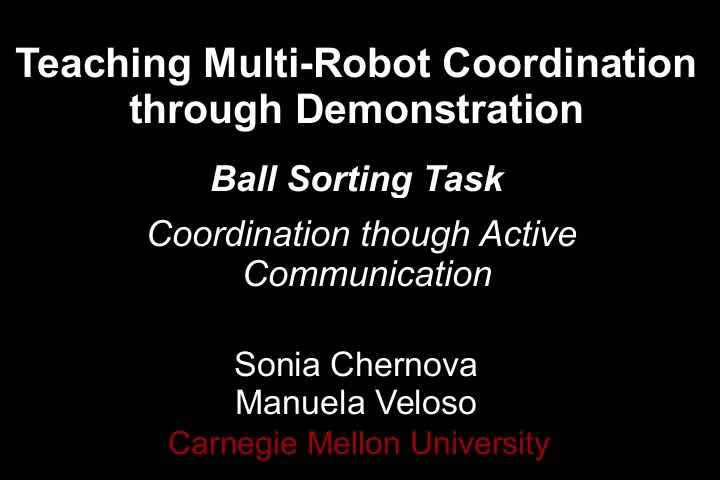 Teaching Multi-Robot Coordination
through Demonstration
Ball Sorting Task
Coordination though Active
Communication
Sonia Chernova
Manuela Veloso
Carnegie Mellon University